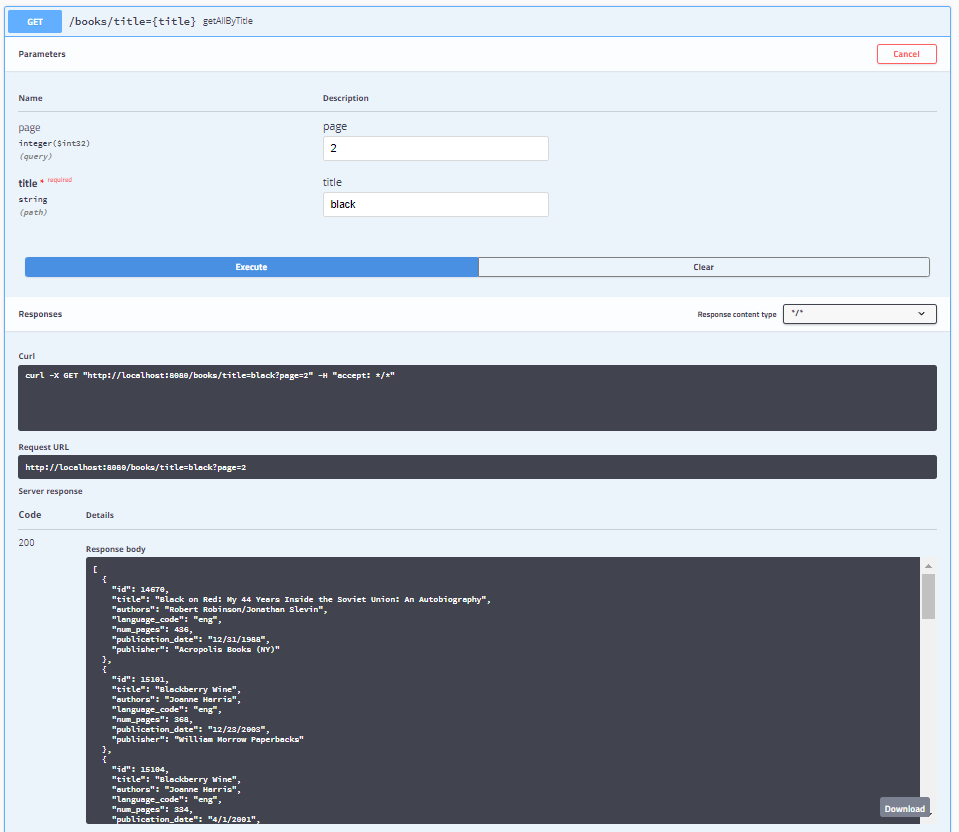 GET /books/title={title} getAllByTitle
Parameters
Cancel
Name Description
page page
integer($int32) 2
(query)
title * required title
string black
(path)
Execute Clear
Responses Response content type */*
Curl
curl -X GET "http://localhost:8080/books/title=black?page=2" -H "accept: */*"
Request URL
http://localhost:8080/books/title=black?page=2
Server response
Code Details
200
Response body
[
{
"id": 14670,
"title": "Black on Red: My 44 Years Inside the Soviet Union: An Autobiography",
"authors": "Robert Robinson/Jonathan Slevin",
"language_code": "eng",
"num_pages": 436,
"publication_date": "12/31/1988",
"publisher": "Acropolis Books (NY)"
},
{
"id": 15101,
"title": "Blackberry Wine",
"authors": "Joanne Harris",
"language_code": "eng",
"num_pages": 368,
"publication_date": "12/23/2003",
"publisher": "William Morrow Paperbacks"
},
{
"id": 15104,
"title": "Blackberry Wine",
"authors": "Joanne Harris",
"language_code": "eng",
"num_pages": 334,
"publication_date": "4/1/2001",
Download